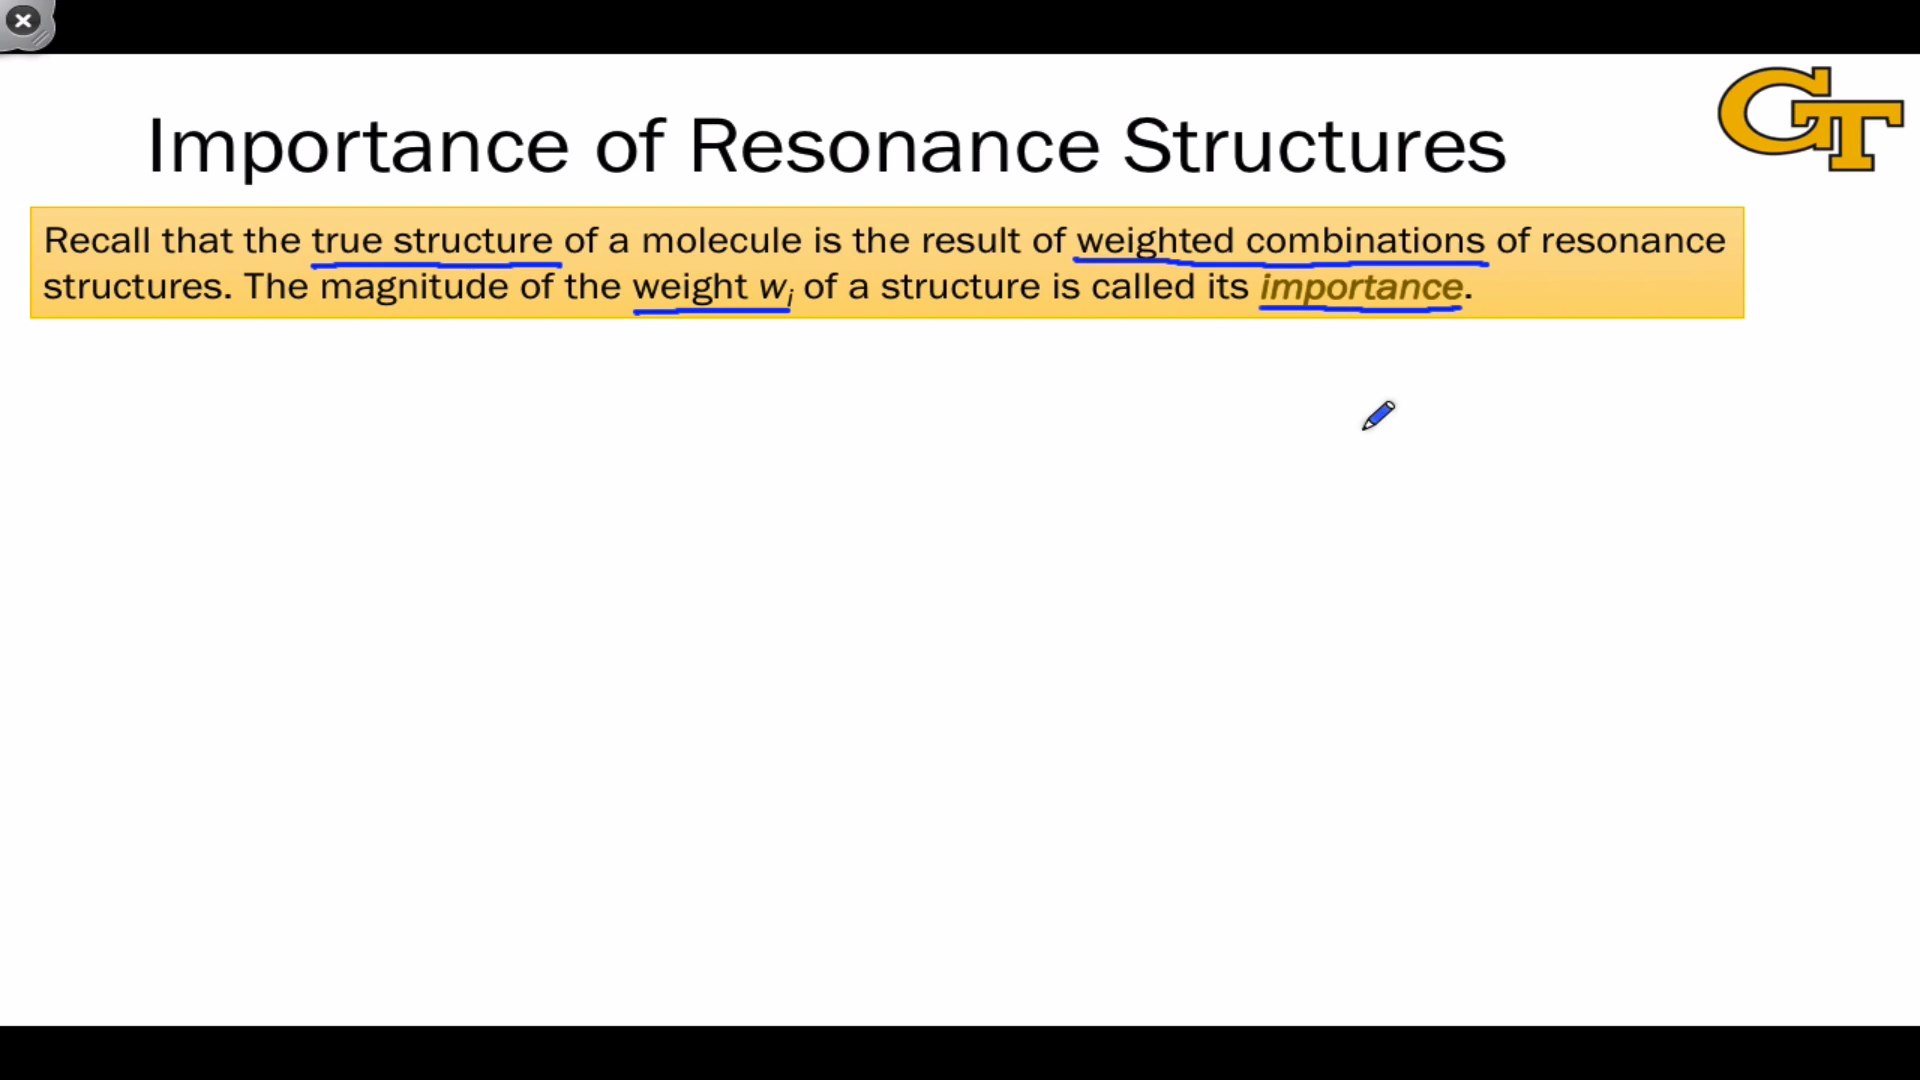 GT
Importance of Resonance Structures
Recall that the true structure of a molecule is the result of weighted combinations of resonance
structures. The magnitude of the weight wi of a structure is called its importance.